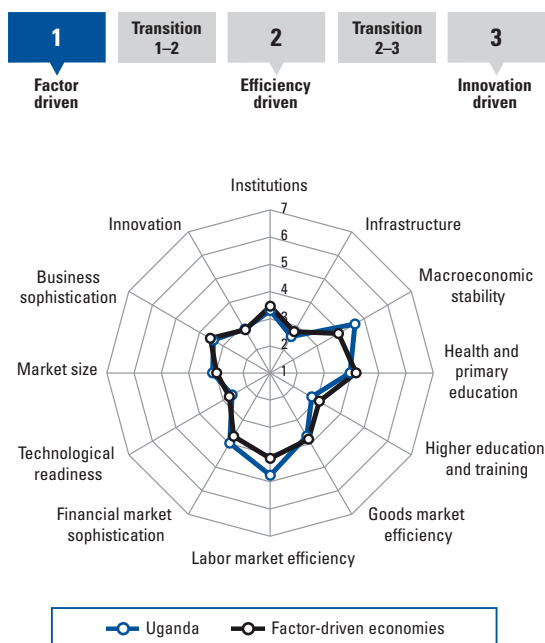 1
Transition
1–2
2
Transition
2–3
3
Factor
driven
Efficiency
driven
Innovation
driven
Institutions
Infrastructure
Macroeconomic
stability
Health and
primary
education
Higher education
and training
Goods market
efficiency
Labor market efficiency
Financial market
sophistication
Technological
readiness
Market size
Business
sophistication
Innovation
7
6
5
4
3
2
1
Uganda
Factor-driven economies